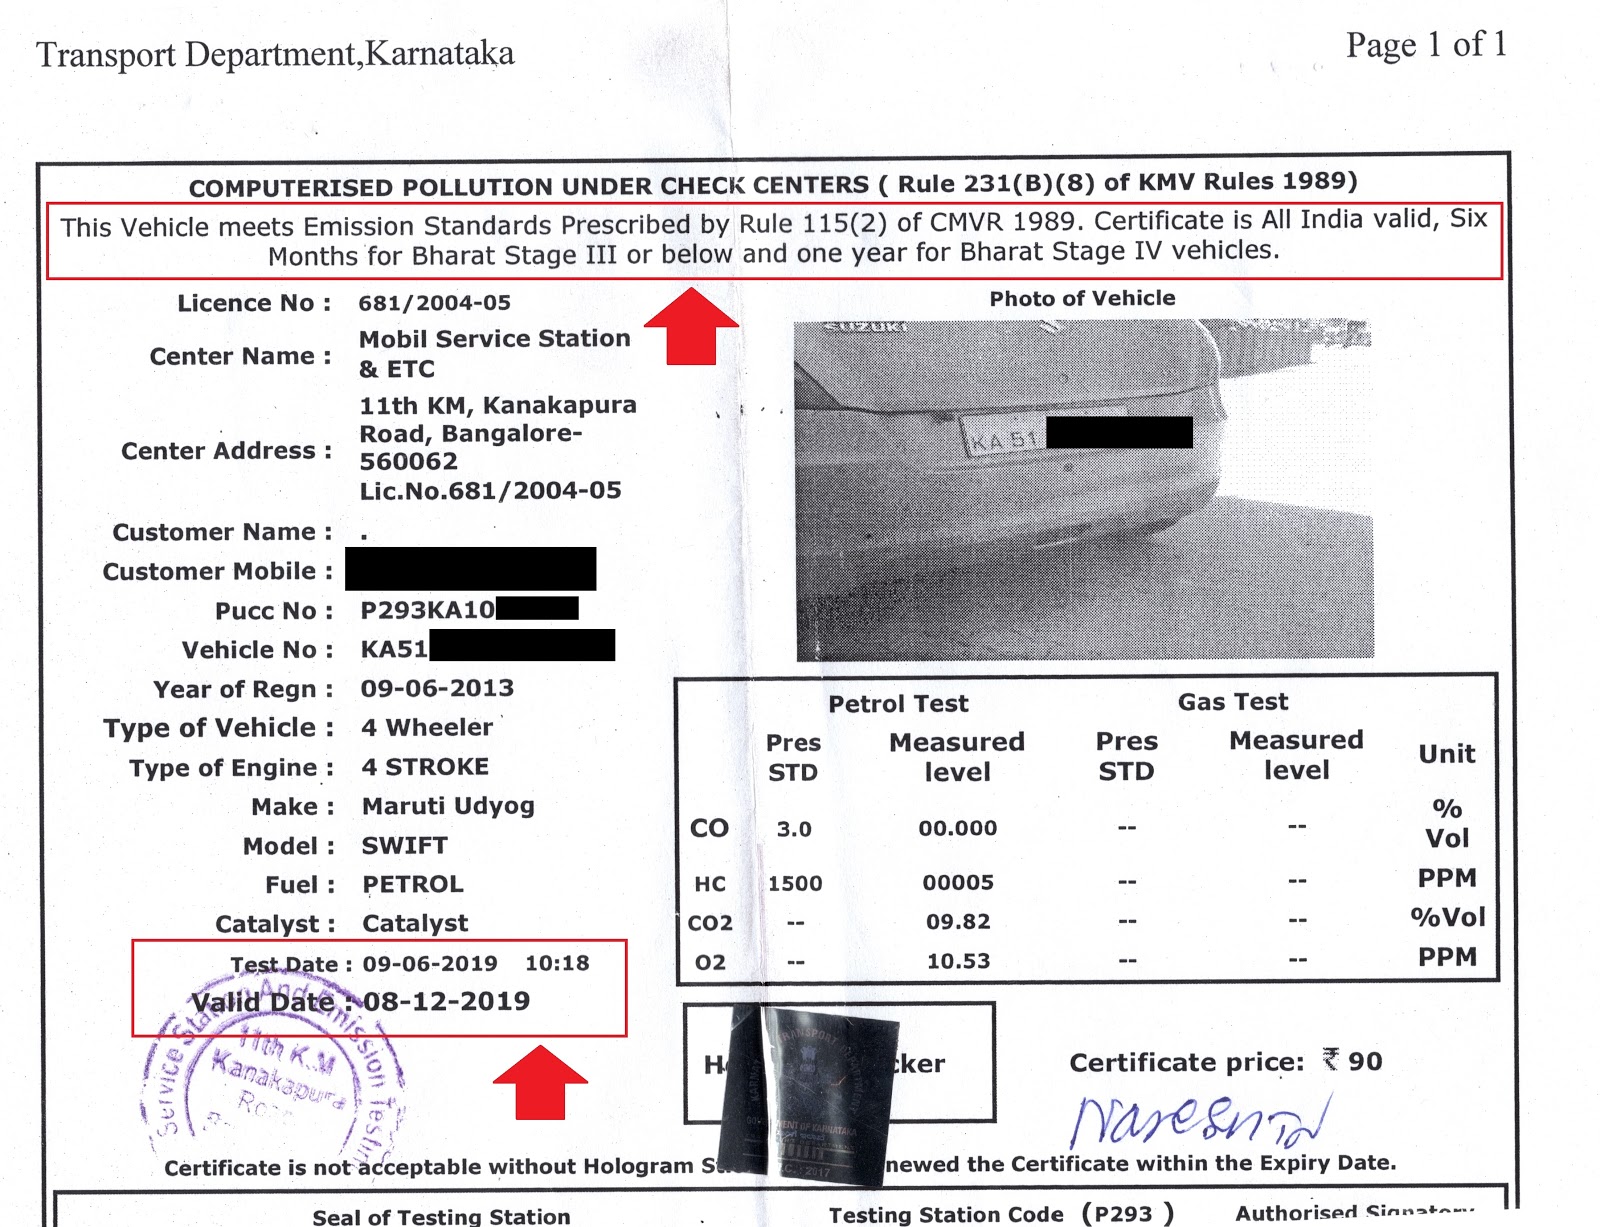 Transport Department,Karnataka
Page 1 of 1
COMPUTERISED POLLUTION UNDER CHECK CENTERS ( Rule 231(B)(8) of KMV Rules 1989)
This Vehicle meets Emission Standards Prescribed by Rule 115(2) of CMVR 1989. Certificate is All India valid, Six
Months for Bharat Stage III or below and one year for Bharat Stage IV vehicles.
Licence No : 681/2004-05
Center Name : Mobil Service Station
& ETC
Center Address : 11th KM, Kanakapura
Road, Bangalore-
560062
Lic.No.681/2004-05
Customer Name : .
Customer Mobile :
Pucc No : P293KA10
Vehicle No : KA51
Year of Regn : 09-06-2013
Type of Vehicle : 4 Wheeler
Type of Engine : 4 STROKE
Make : Maruti Udyog
Model : SWIFT
Fuel : PETROL
Catalyst : Catalyst
Test Date : 09-06-2019 10:18
Valid Date : 08-12-2019
Photo of Vehicle
SUZUKI
KA 51
Petrol Test Gas Test
Pres STD Measured level Pres STD Measured level Unit
CO 3.0 00.000 -- -- % Vol
HC 1500 00005 -- -- PPM
CO2 -- 09.82 -- -- %Vol
O2 -- 10.53 -- -- PPM
Service Station And Emission Testin
11th K.M
Kanakapura
cker
TRANSPORT
MENT OF KARNATAKA
2017
Certificate price: ₹ 90
Certificate is not acceptable without Hologram newed the Certificate within the Expiry Date.
Seal of Testing Station
Testing Station Code (P293 )
Authorised Signatory